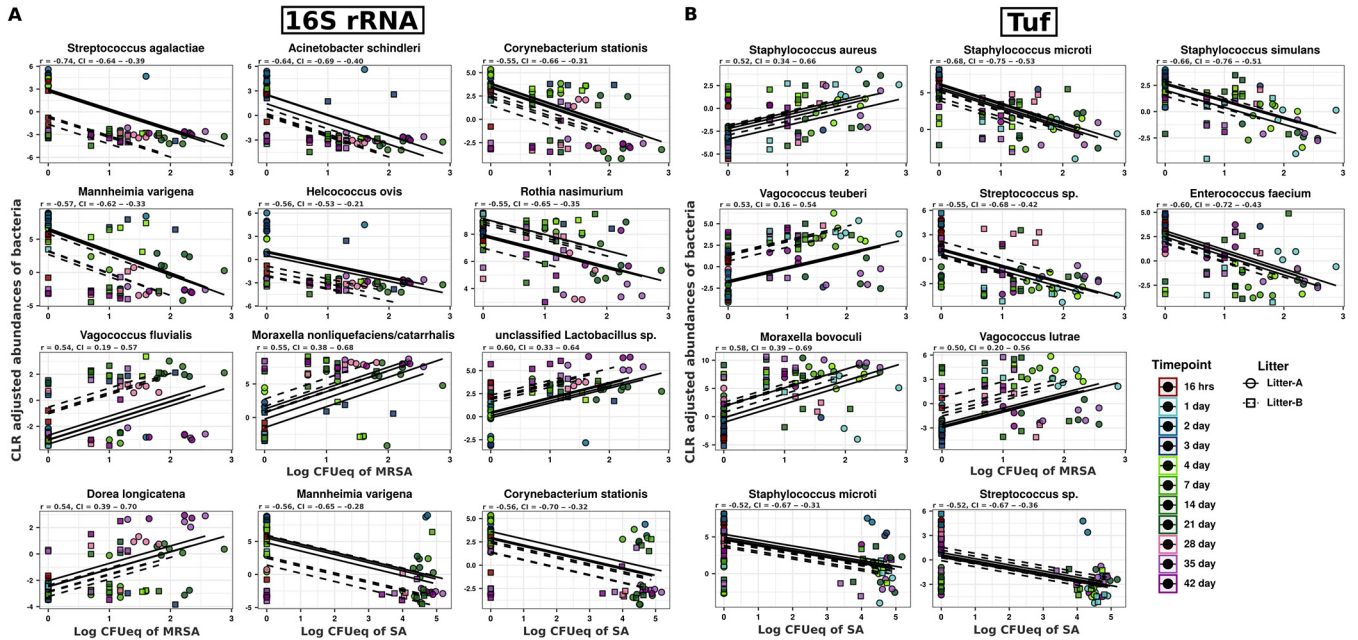 A
16S rRNA
B
Tuf
CLR adjusted abundances of bacteria
Streptococcus agalactiae
r = -0.74, CI = -0.64 – -0.39
Acinetobacter schindleri
r = -0.64, CI = -0.69 – -0.40
Corynebacterium stationis
r = -0.55, CI = -0.66 – -0.31
Mannheimia varigena
r = -0.57, CI = -0.62 – -0.33
Helcococcus ovis
r = -0.56, CI = -0.53 – -0.21
Rothia nasimurium
r = -0.55, CI = -0.65 – -0.35
Vagococcus fluvialis
r = 0.54, CI = 0.19 – 0.57
Moraxella nonliquefaciens/catarrhalis
r = 0.55, CI = 0.38 – 0.68
unclassified Lactobacillus sp.
r = 0.60, CI = 0.33 – 0.64
Log CFUeq of MRSA
Dorea longicatena
r = 0.54, CI = 0.39 – 0.70
Mannheimia varigena
r = -0.56, CI = -0.65 – -0.28
Corynebacterium stationis
r = -0.56, CI = -0.70 – -0.32
Log CFUeq of MRSA
Log CFUeq of SA
Log CFUeq of SA
CLR adjusted abundances of bacteria
Staphylococcus aureus
r = 0.52, CI = 0.34 – 0.66
Staphylococcus microti
r = -0.68, CI = -0.75 – -0.53
Staphylococcus simulans
r = -0.66, CI = -0.76 – -0.51
Vagococcus teuberi
r = 0.53, CI = 0.16 – 0.54
Streptococcus sp.
r = -0.55, CI = -0.68 – -0.42
Enterococcus faecium
r = -0.60, CI = -0.72 – -0.43
Moraxella bovoculi
r = 0.58, CI = 0.39 – 0.69
Vagococcus lutrae
r = 0.50, CI = 0.20 – 0.56
Log CFUeq of MRSA
Staphylococcus microti
r = -0.52, CI = -0.67 – -0.31
Streptococcus sp.
r = -0.52, CI = -0.67 – -0.36
Log CFUeq of SA
Log CFUeq of SA
Timepoint
16 hrs
1 day
2 day
3 day
4 day
7 day
14 day
21 day
28 day
35 day
42 day
Litter
Litter-A
Litter-B